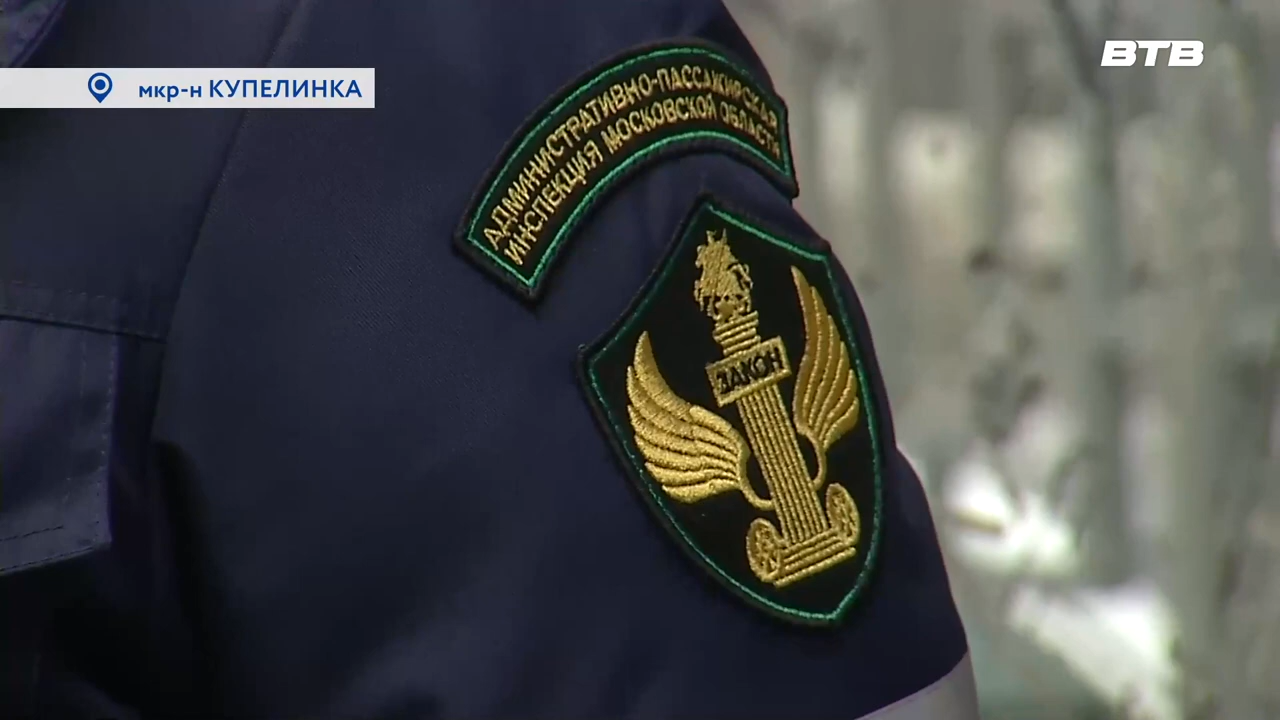 ВТВ
мкр-н КУПЕЛИНКА
АДМИНИСТРАТИВНО-ПАССАЖИРСКАЯ
ИНСПЕКЦИЯ МОСКОВСКОЙ ОБЛАСТИ
ЗАКОН